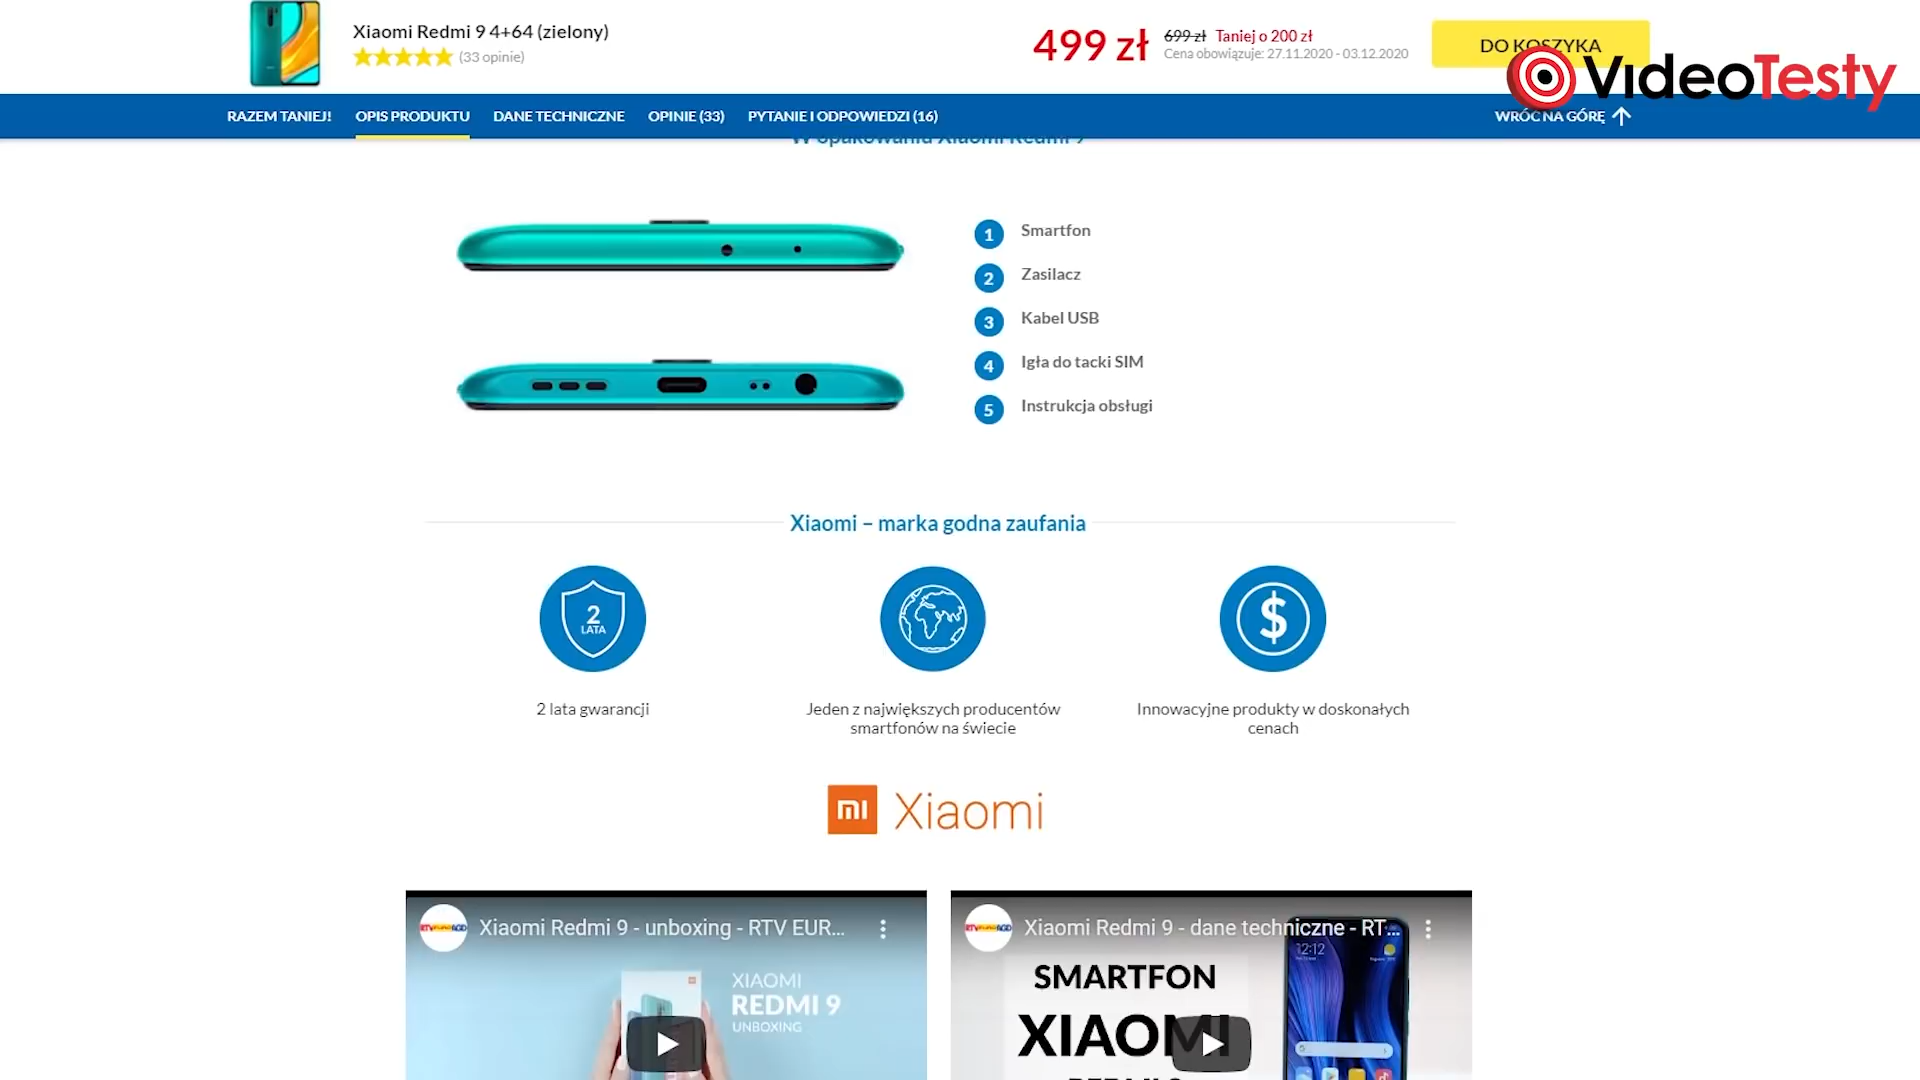 Xiaomi Redmi 9 4+64 (zielony)
(33 opinie)
499 zł
699 zł Taniej o 200 zł
Cena obowiązuje: 27.11.2020 - 03.12.2020
DO KOSZYKA
VideoTesty
RAZEM TANIEJ!
OPIS PRODUKTU
DANE TECHNICZNE
OPINIE (33)
PYTANIE I ODPOWIEDZI (16)
WRÓĆ NA GÓRĘ
W opakowaniu Xiaomi Redmi 9
1 Smartfon
2 Zasilacz
3 Kabel USB
4 Igła do tacki SIM
5 Instrukcja obsługi
Xiaomi – marka godna zaufania
2
LATA
$
2 lata gwarancji
Jeden z największych producentów
smartfonów na świecie
Innowacyjne produkty w doskonałych
cenach
mi Xiaomi
Xiaomi Redmi 9 - unboxing - RTV EUR...
XIAOMI
REDMI 9
UNBOXING
Xiaomi Redmi 9 - dane techniczne - RT...
12:12
SMARTFON
XIAOMI